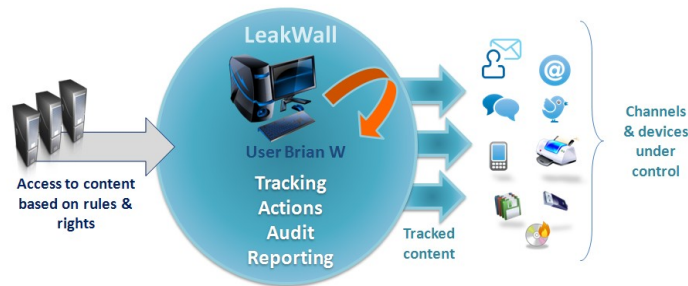 LeakWall
User Brian W
Tracking
Actions
Audit
Reporting
Access to content
based on rules &
rights
Tracked
content
@
Channels
& devices
under
control